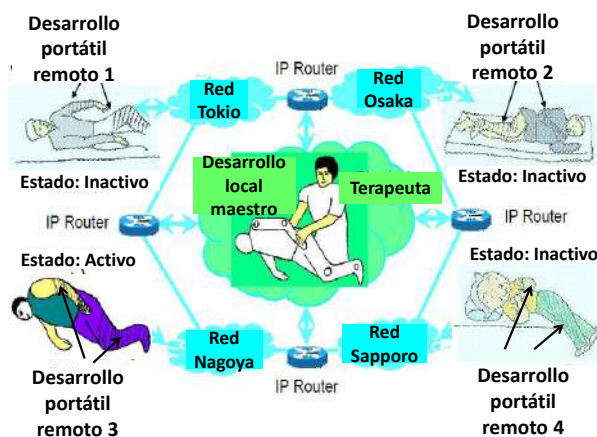 Desarrollo
portátil
remoto 1
Desarrollo
portátil
remoto 2
IP Router
Red
Tokio
Red
Osaka
Estado: Inactivo
Estado: Inactivo
Desarrollo
local
maestro
Terapeuta
IP Router
IP Router
Estado: Activo
Estado: Inactivo
Red
Nagoya
Red
Sapporo
IP Router
Desarrollo
portátil
remoto 3
Desarrollo
portátil
remoto 4